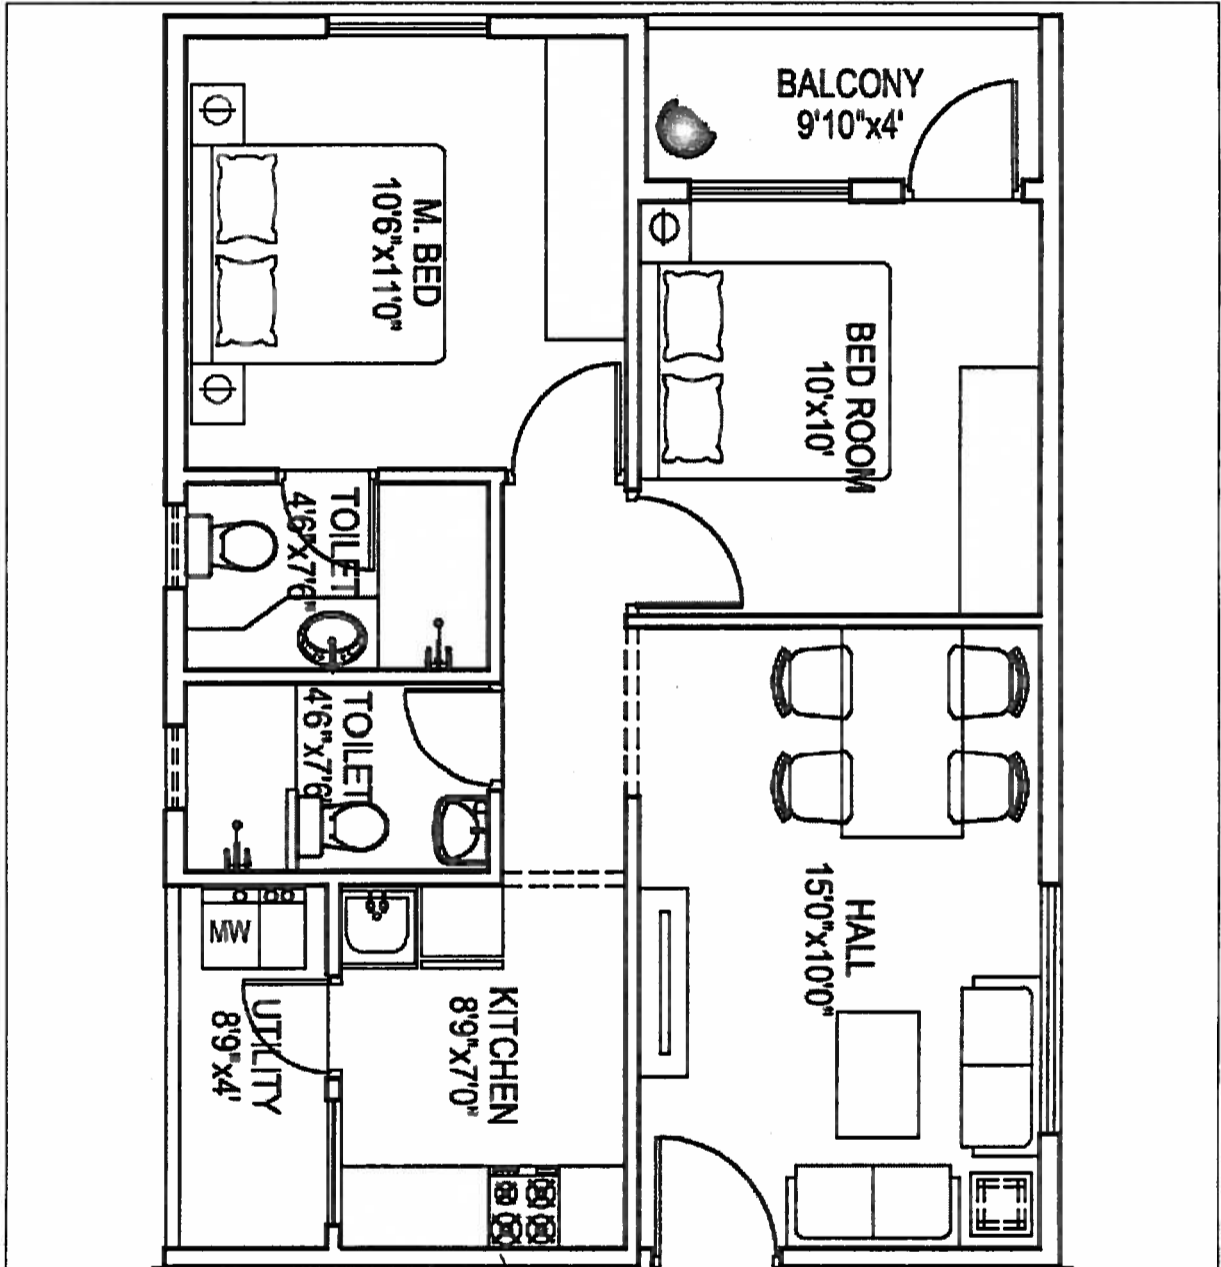 BALCONY
9'10"x4'
M. BED
10'6"x11'0"
BED ROOM
10'x10'
TOILET
4'6"x7'6"
TOILET
4'6"x7'6"
HALL
15'0"x10'0"
MW
KITCHEN
8'9"x7'0"
UTILITY
8'9"x4'